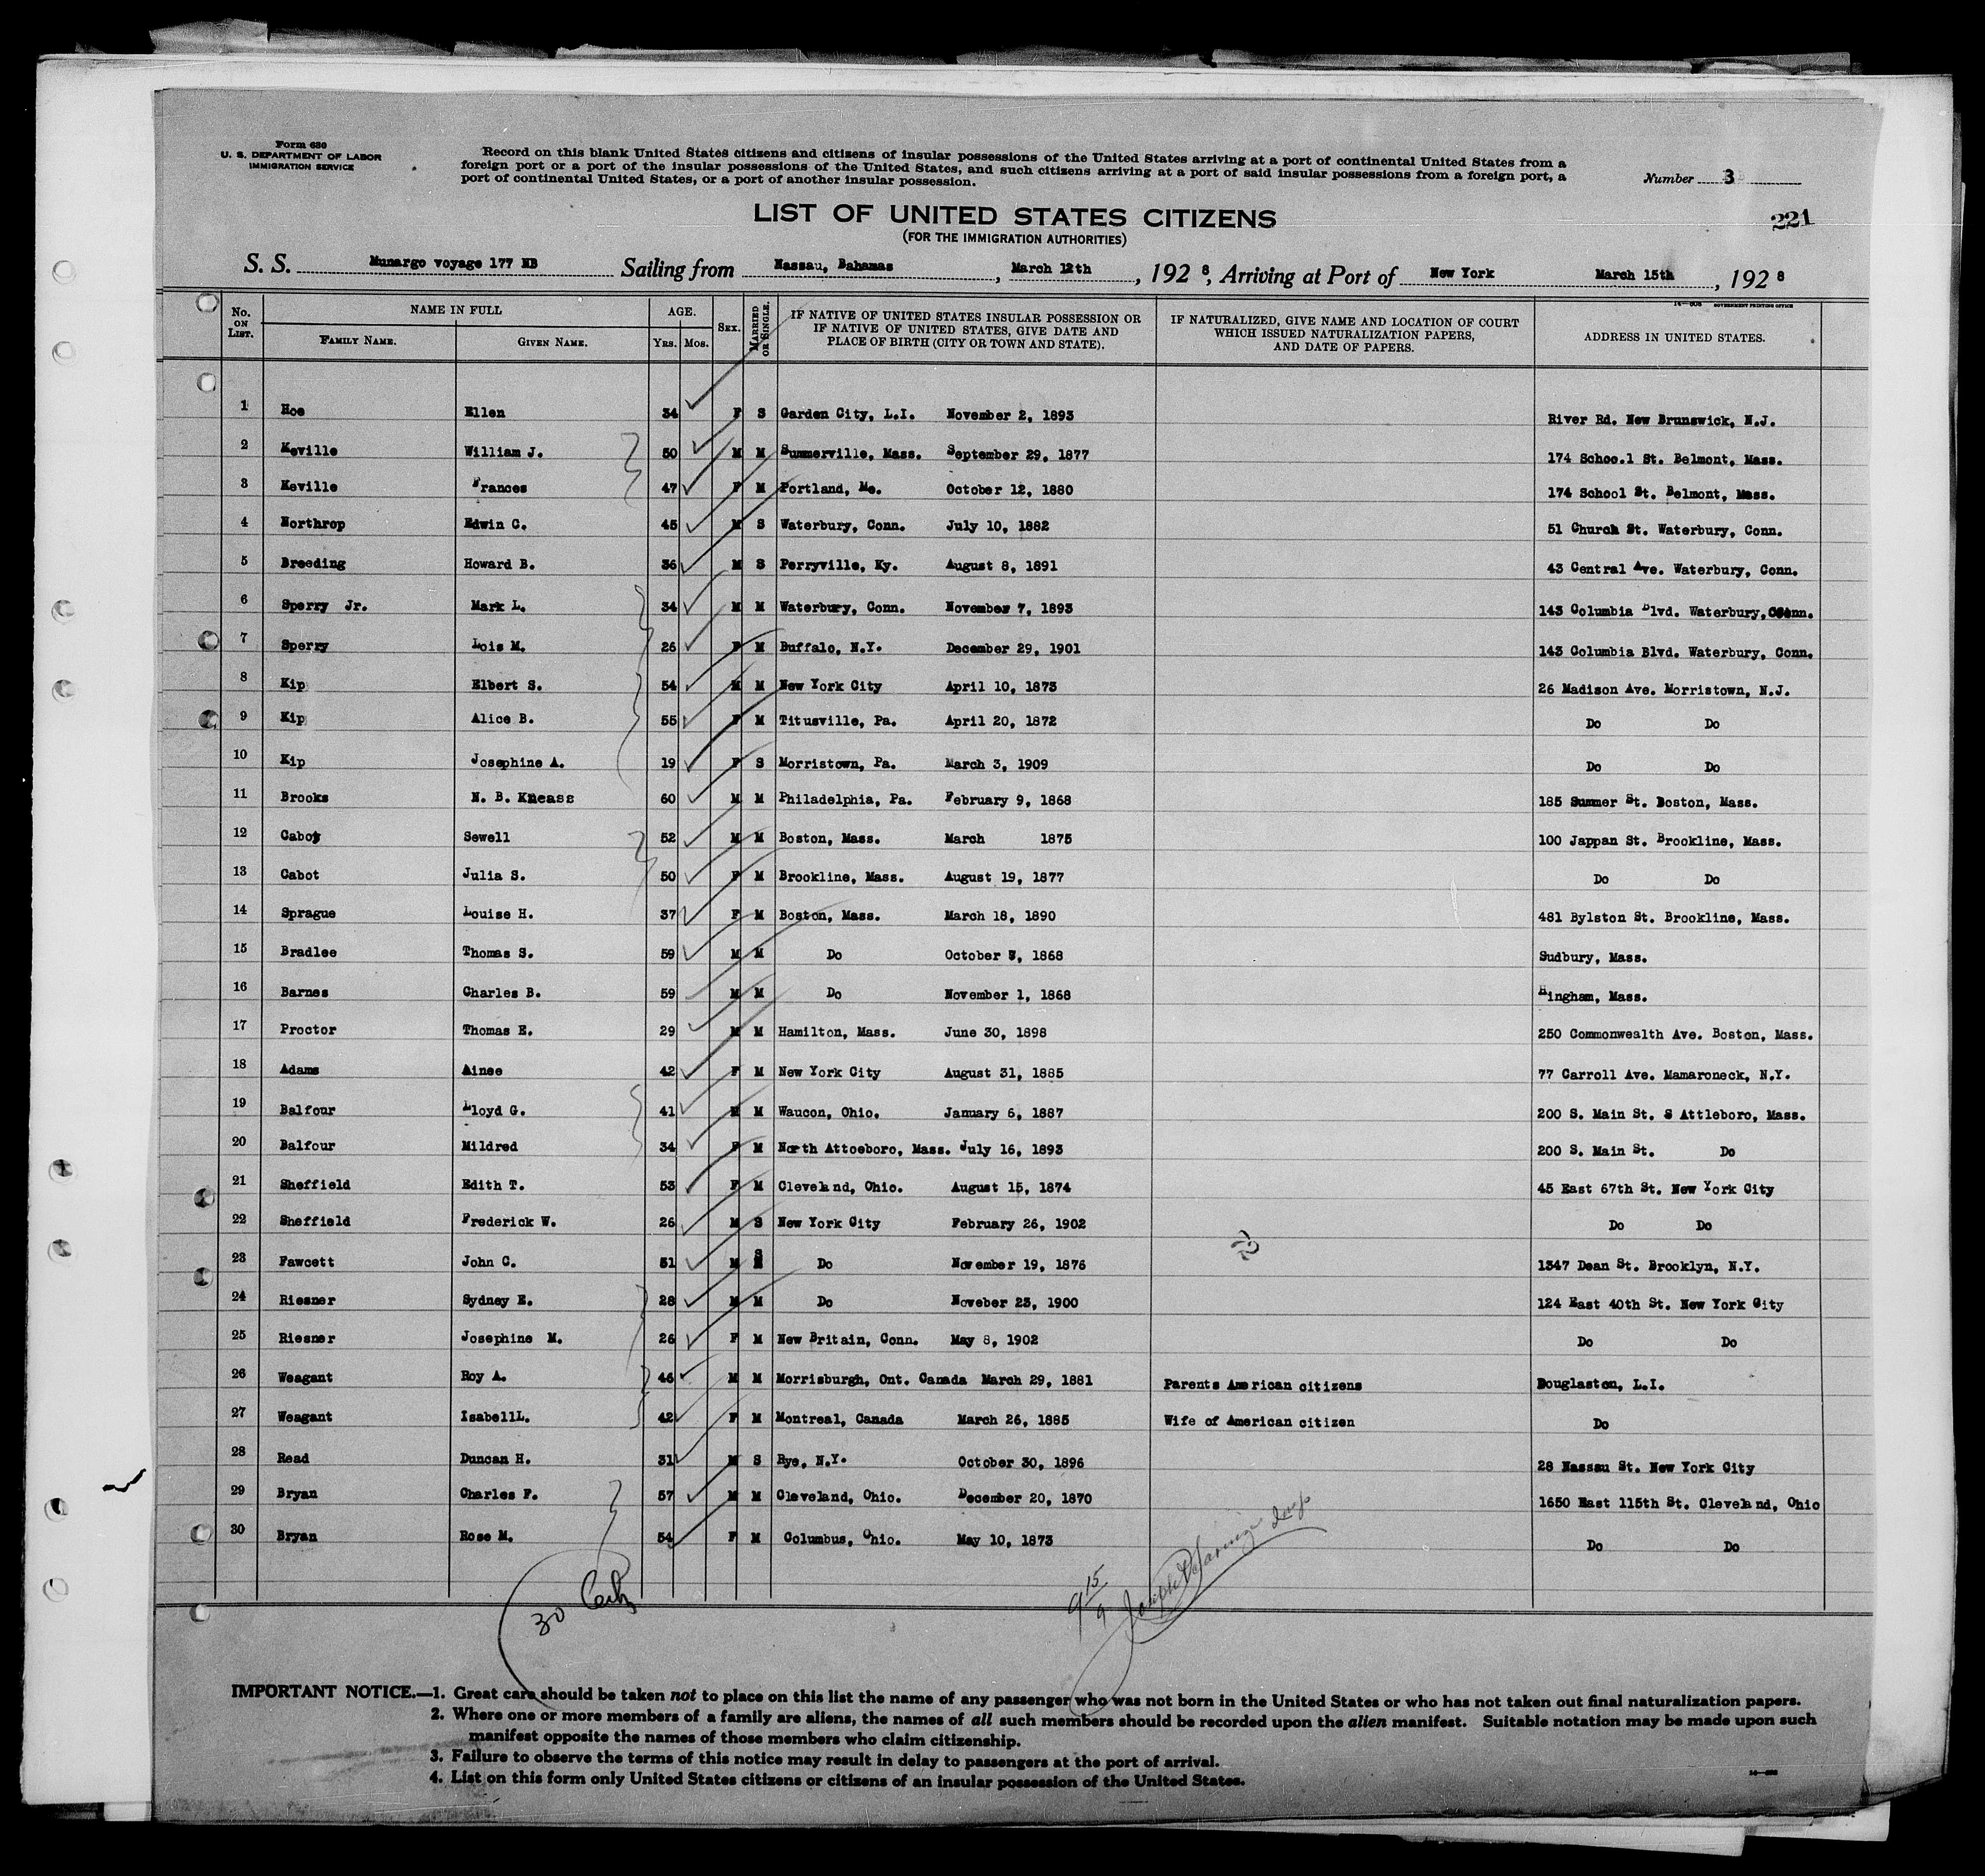 Form 630
U. S. DEPARTMENT OF LABOR
IMMIGRATION SERVICE
Record on this blank United States citizens and citizens of insular possessions of the United States arriving at a port of continental United States from a
foreign port or a port of the insular possessions of the United States, and such citizens arriving at a port of said insular possessions from a foreign port, a
port of continental United States, or a port of another insular possession.
Number 3
221
LIST OF UNITED STATES CITIZENS
(FOR THE IMMIGRATION AUTHORITIES)
S. S. Munargo voyage 177 NB Sailing from Nassau, Bahamas, March 12th, 1928, Arriving at Port of New York March 15th, 1928
GOVERNMENT PRINTING OFFICE
No. ON LIST. NAME IN FULL FAMILY NAME. GIVEN NAME. AGE. YRS. MOS. SEX. MARRIED OR SINGLE. IF NATIVE OF UNITED STATES INSULAR POSSESSION OR IF NATIVE OF UNITED STATES, GIVE DATE AND PLACE OF BIRTH (CITY OR TOWN AND STATE). IF NATURALIZED, GIVE NAME AND LOCATION OF COURT WHICH ISSUED NATURALIZATION PAPERS, AND DATE OF PAPERS. ADDRESS IN UNITED STATES.
1 Hoe Ellen 34 F S Garden City, L.I. November 2, 1893 River Rd. New Brunswick, N.J.
2 Keville William J. 50 M M Summerville, Mass. September 29, 1877 174 Schoo.l St. Belmont, Mass.
3 Keville Frances 47 F M Portland, Me. October 12, 1880 174 School St. Belmont, Mass.
4 Northrop Edwin C. 45 M S Waterbury, Conn. July 10, 1882 51 Church St. Waterbury, Conn.
5 Breeding Howard B. 36 M S Perryville, Ky. August 8, 1891 43 Central Ave. Waterbury, Conn.
6 Sperry Jr. Mark L. 34 M M Waterbury, Conn. November 7, 1893 143 Columbia Blvd. Waterbury, Conn.
7 Sperry Lois M. 26 F M Buffalo, N.Y. December 29, 1901 143 Columbia Blvd. Waterbury, Conn.
8 Kip Elbert S. 54 M M New York City April 10, 1873 26 Madison Ave. Morristown, N.J.
9 Kip Alice B. 55 F M Titusville, Pa. April 20, 1872 Do Do
10 Kip Josephine A. 19 F S Morristown, Pa. March 3, 1909 Do Do
11 Brooks N. B. Kneass 60 M M Philadelphia, Pa. February 9, 1868 185 Summer St. Boston, Mass.
12 Cabot Sewell 52 M M Boston, Mass. March 1875 100 Jappan St. Brookline, Mass.
13 Cabot Julia S. 50 F M Brookline, Mass. August 19, 1877 Do Do
14 Sprague Louise H. 37 F M Boston, Mass. March 18, 1890 481 Bylston St. Brookline, Mass.
15 Bradlee Thomas S. 59 M M Do October 3, 1868 Sudbury, Mass.
16 Barnes Charles B. 59 M M Do November 1, 1868 Hingham, Mass.
17 Proctor Thomas E. 29 M M Hamilton, Mass. June 30, 1898 250 Commonwealth Ave. Boston, Mass.
18 Adams Ainee 42 F M New York City August 31, 1885 77 Carroll Ave. Mamaroneck, N.Y.
19 Balfour Lloyd G. 41 M M Waucon, Ohio. January 6, 1887 200 S. Main St. S Attleboro, Mass.
20 Balfour Mildred 34 F M North Attoeboro, Mass. July 16, 1893 200 S. Main St. Do
21 Sheffield Edith T. 53 F M Cleveland, Ohio. August 15, 1874 45 East 67th St. New York City
22 Sheffield Frederick W. 26 M S New York City February 26, 1902 Do Do
23 Fawcett John C. 51 M S Do November 19, 1876 1347 Dean St. Brooklyn, N.Y.
24 Riesner Sydney E. 28 M M Do Noveber 23, 1900 124 East 40th St. New York City
25 Riesner Josephine M. 26 F M New Britain, Conn. May 8, 1902 Do Do
26 Weagant Roy A. 46 M M Morrisburgh, Ont. Canada March 29, 1881 Parents American citizens Douglaston, L.I.
27 Weagant IsabellL. 42 F M Montreal, Canada March 26, 1885 Wife of American citizen Do
28 Read Duncan H. 31 M S Rye, N.Y. October 30, 1896 28 Nassau St. New York City
29 Bryan Charles F. 57 M M Cleveland, Ohio. December 20, 1870 1650 East 115th St. Cleveland, Ohio
30 Bryan Rose M. 54 F M Columbus, Ohio. May 10, 1873 Do Do
30
IMPORTANT NOTICE.—1. Great care should be taken not to place on this list the name of any passenger who was not born in the United States or who has not taken out final naturalization papers.
2. Where one or more members of a family are aliens, the names of all such members should be recorded upon the alien manifest. Suitable notation may be made upon such
manifest opposite the names of those members who claim citizenship.
3. Failure to observe the terms of this notice may result in delay to passengers at the port of arrival.
4. List on this form only United States citizens or citizens of an insular possession of the United States.